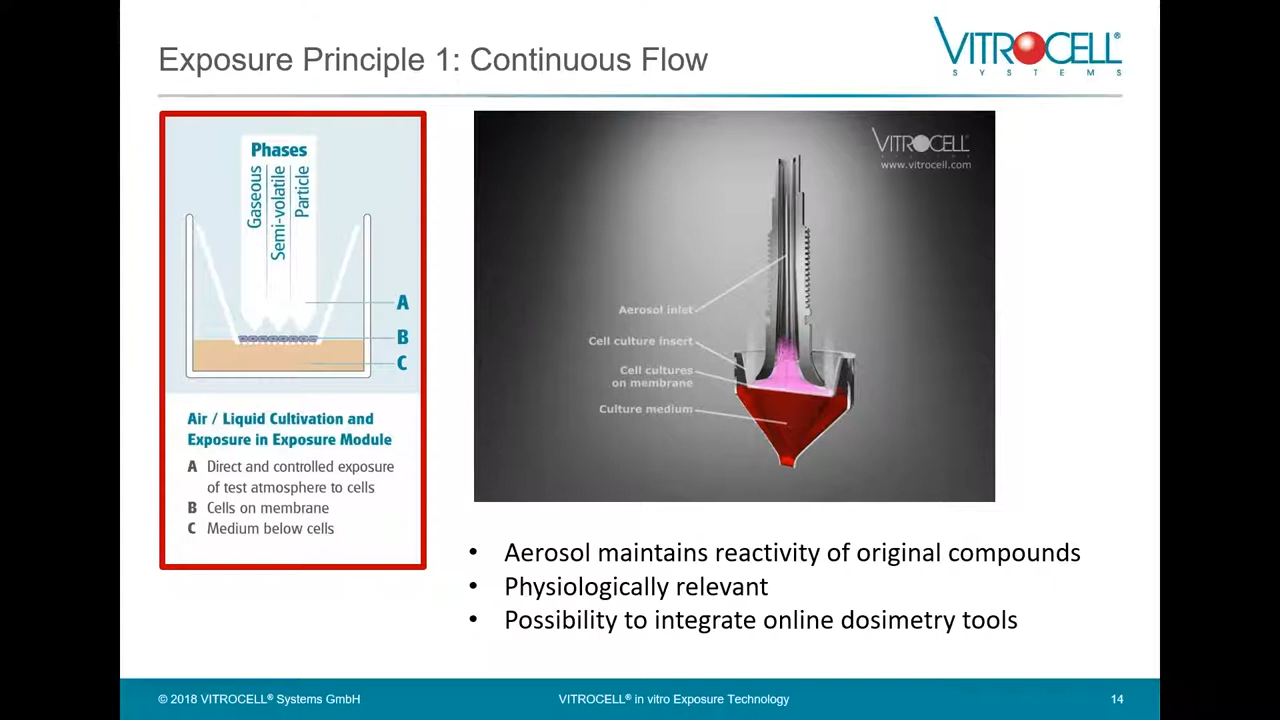 Exposure Principle 1: Continuous Flow
VITROCELL®
SYSTEMS
Phases
Gaseous
Semi-volatile
Particle
A
B
C
Air / Liquid Cultivation and
Exposure in Exposure Module
A Direct and controlled exposure
of test atmosphere to cells
B Cells on membrane
C Medium below cells
VITROCELL
www.vitrocell.com
Aerosol inlet
Cell culture insert
Cell cultures
on membrane
Culture medium
• Aerosol maintains reactivity of original compounds
• Physiologically relevant
• Possibility to integrate online dosimetry tools
© 2018 VITROCELL® Systems GmbH
VITROCELL® in vitro Exposure Technology
14